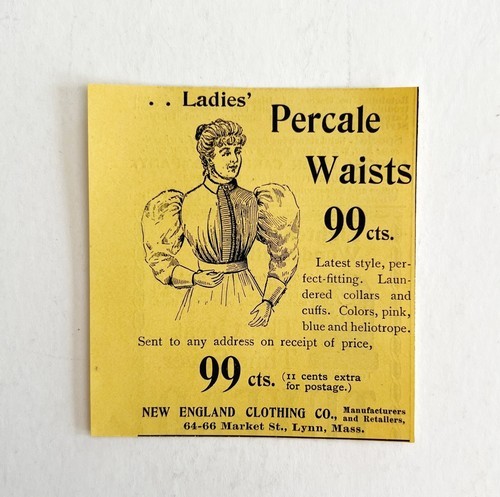 . . Ladies'
Percale
Waists
99 cts.
Latest style, per-
fect-fitting. Laun-
dered collars and
cuffs. Colors, pink,
blue and heliotrope.
Sent to any address on receipt of price,
99 cts. (11 cents extra
for postage.)
NEW ENGLAND CLOTHING CO., Manufacturers
and Retailers,
64-66 Market St., Lynn, Mass.